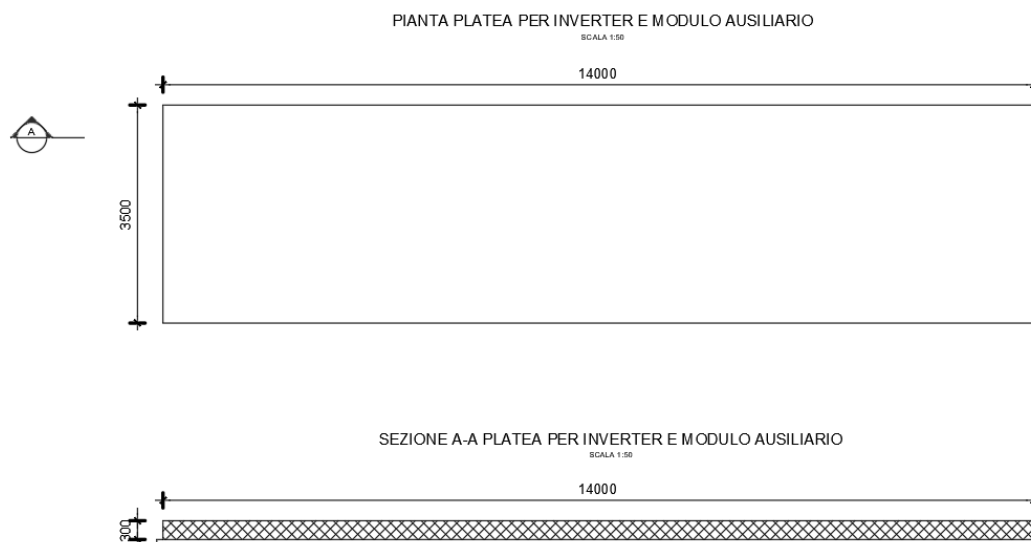 PIANTA PLATEA PER INVERTER E MODULO AUSILIARIO
SCALA 1:50
14000
A
3500
SEZIONE A-A PLATEA PER INVERTER E MODULO AUSILIARIO
SCALA 1:50
14000
300